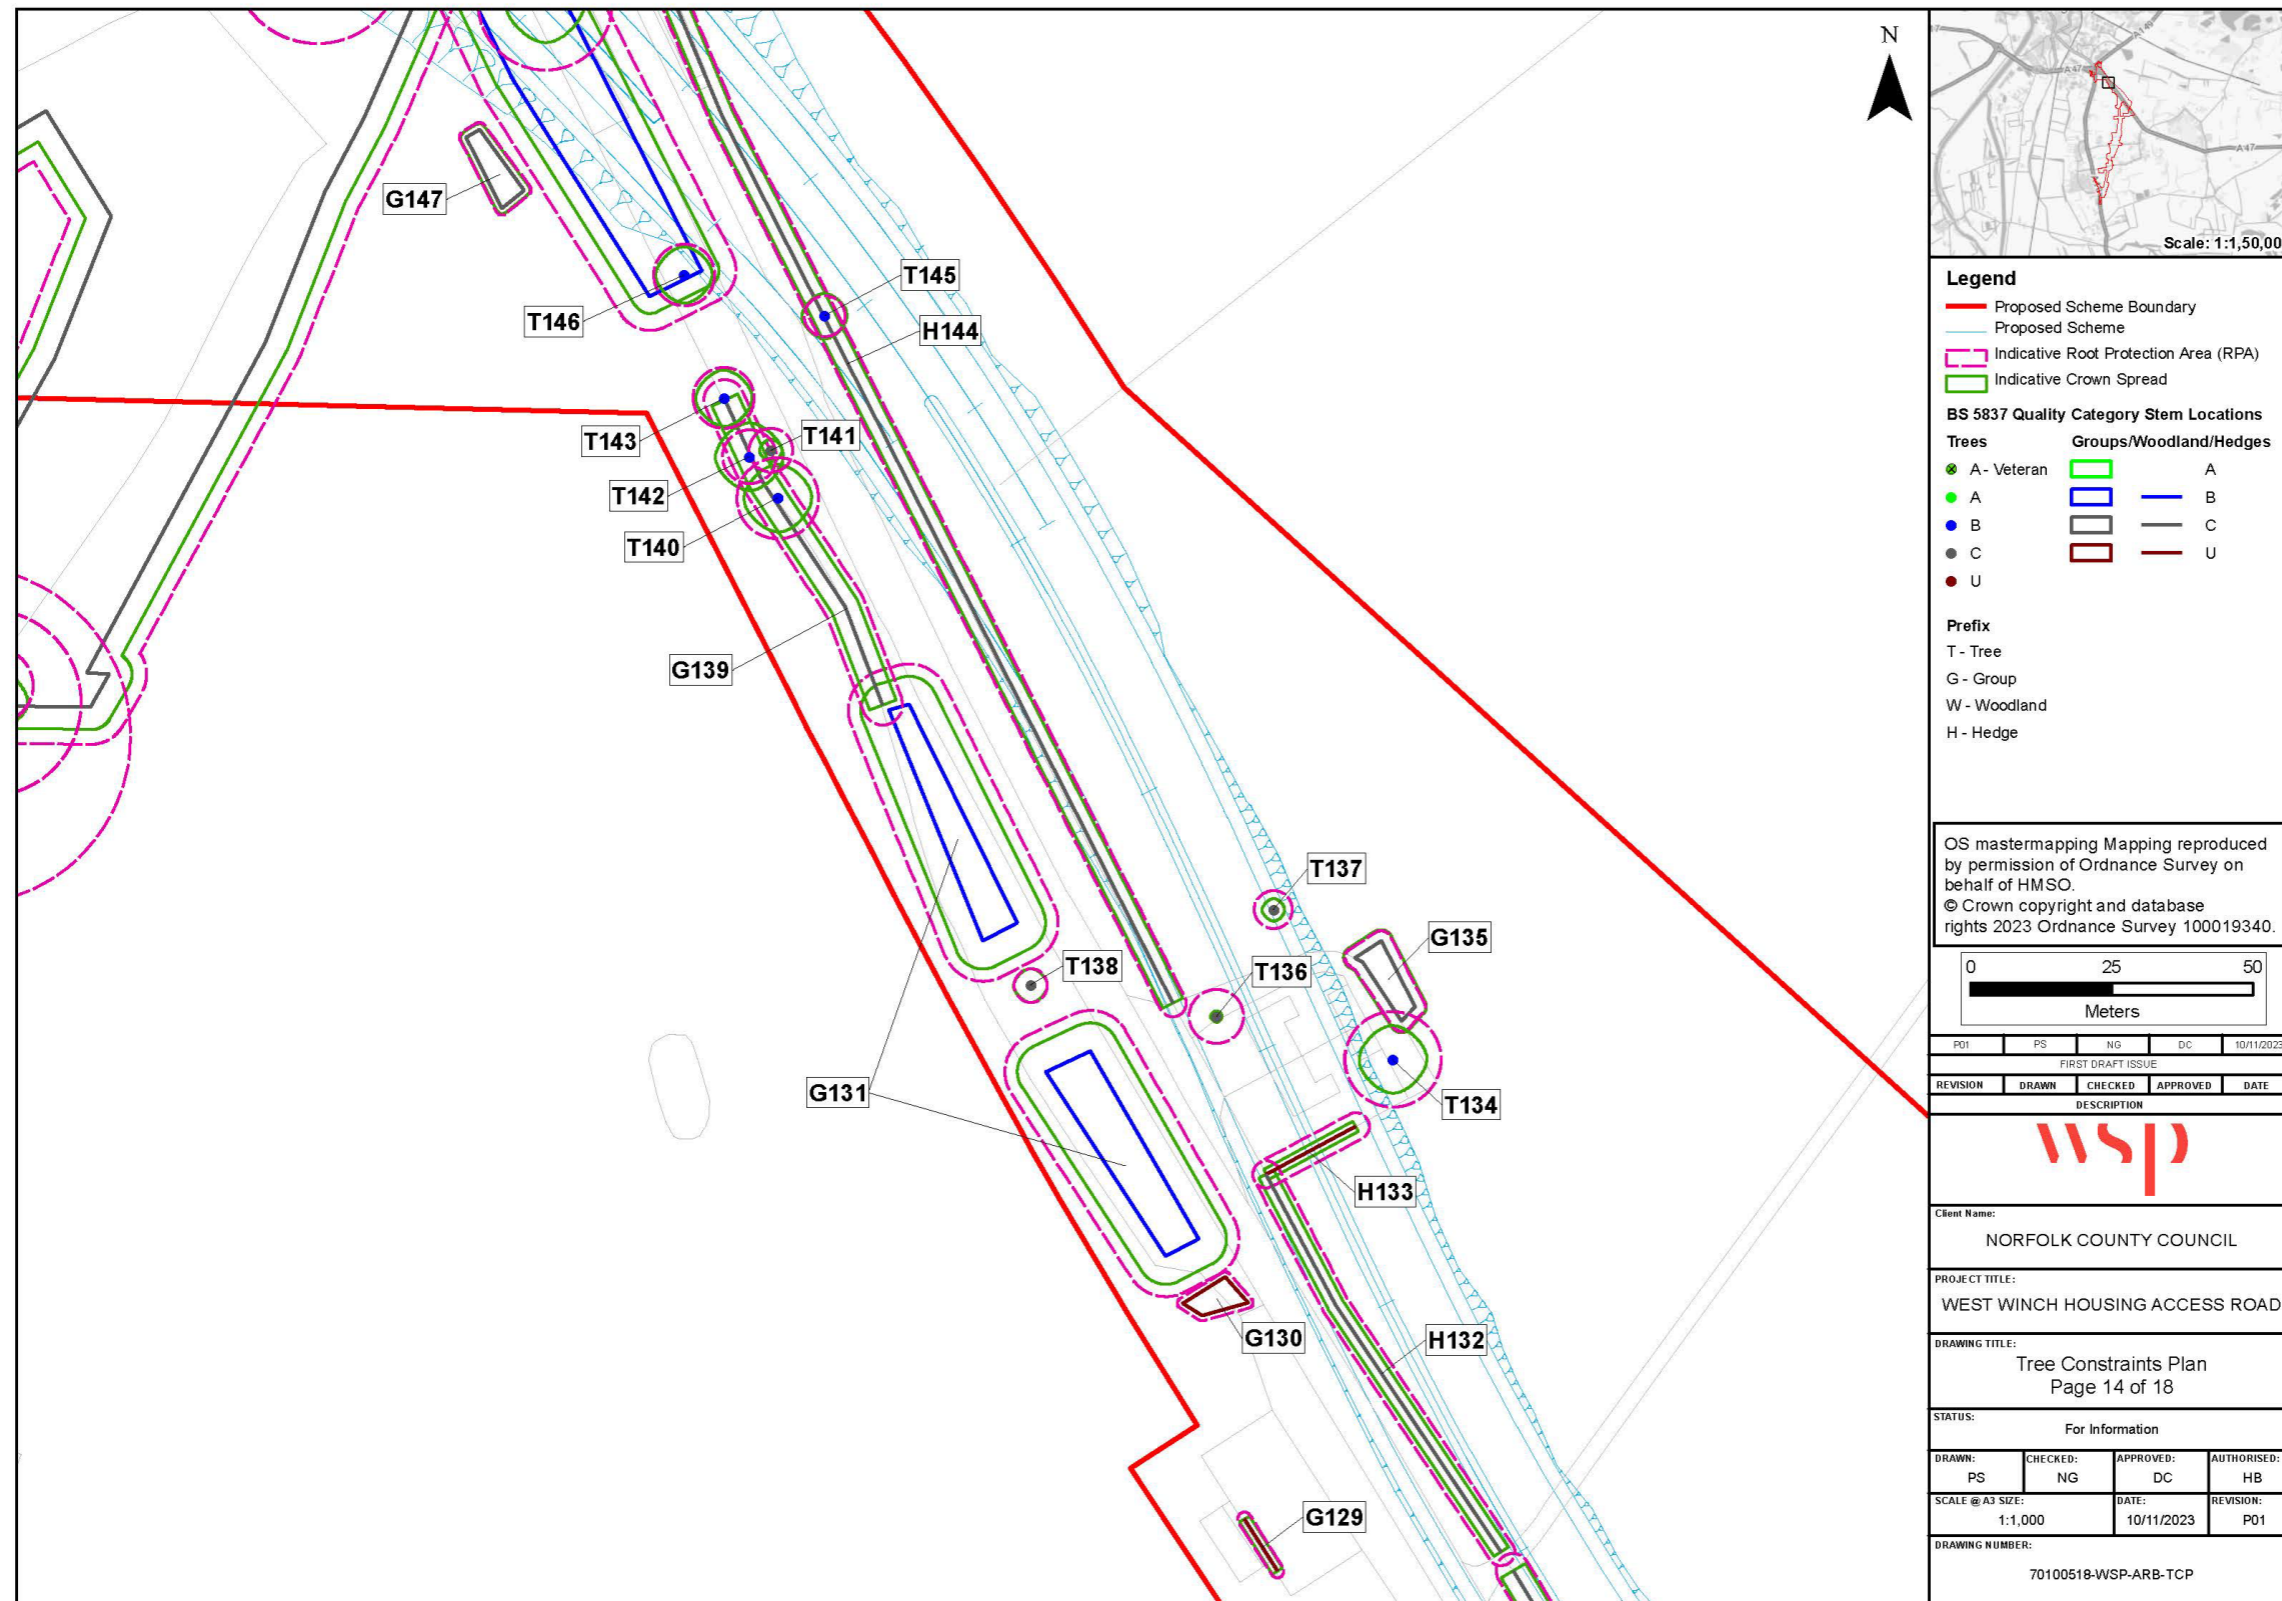 N
G147
T146
T145
H144
T143
T141
T142
T140
G139
T137
G135
T138
T136
G131
T134
H133
G130
H132
G129
A47
A149
A47
Scale: 1:1,50,00
Legend
Proposed Scheme Boundary
Proposed Scheme
Indicative Root Protection Area (RPA)
Indicative Crown Spread
BS 5837 Quality Category Stem Locations
Trees Groups/Woodland/Hedges
A - Veteran A
A B
B C
C U
U
Prefix
T - Tree
G - Group
W - Woodland
H - Hedge
OS mastermapping Mapping reproduced
by permission of Ordnance Survey on
behalf of HMSO.
© Crown copyright and database
rights 2023 Ordnance Survey 100019340.
0 25 50
Meters
P01 PS NG DC 10/11/2023
FIRST DRAFT ISSUE
REVISION DRAWN CHECKED APPROVED DATE
DESCRIPTION
wsp
Client Name:
NORFOLK COUNTY COUNCIL
PROJECT TITLE:
WEST WINCH HOUSING ACCESS ROAD
DRAWING TITLE:
Tree Constraints Plan
Page 14 of 18
STATUS:
For Information
DRAWN: CHECKED: APPROVED: AUTHORISED:
PS NG DC HB
SCALE @ A3 SIZE: DATE: REVISION:
1:1,000 10/11/2023 P01
DRAWING NUMBER:
70100518-WSP-ARB-TCP